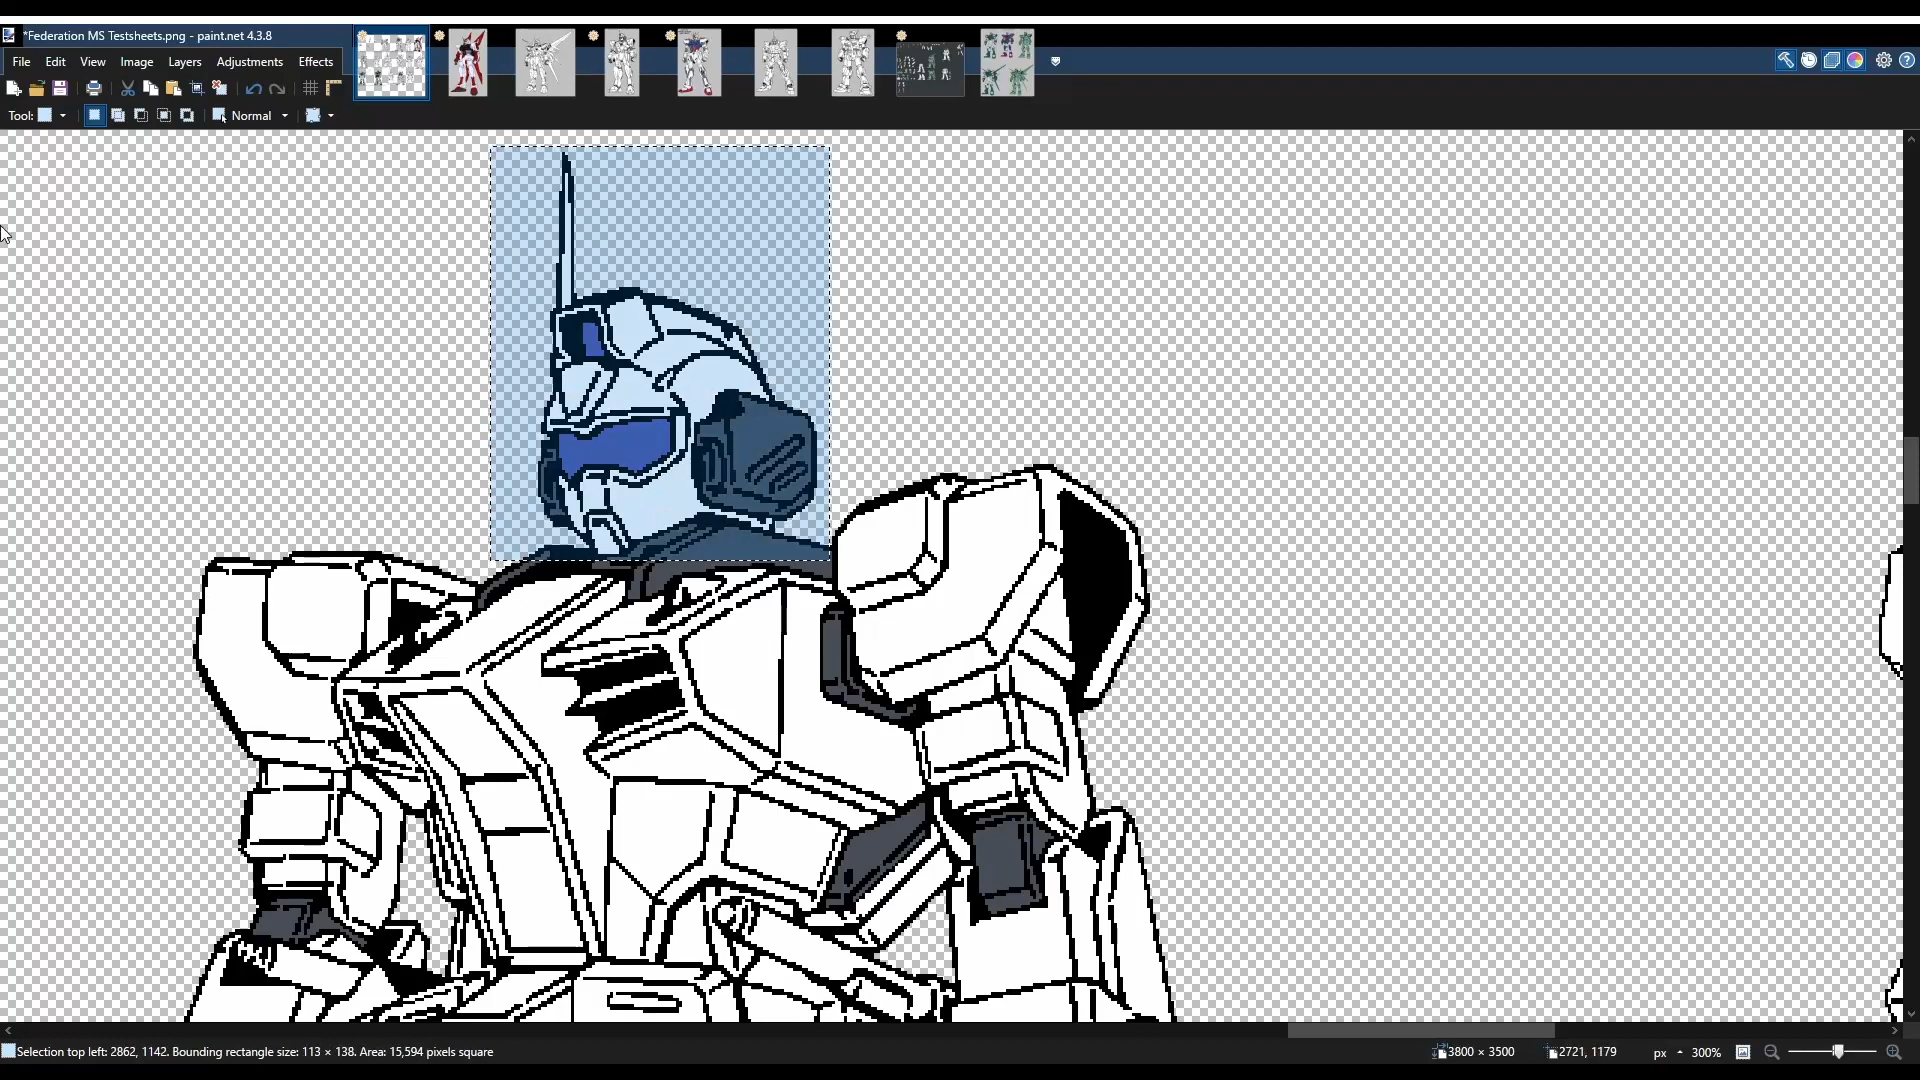 *Federation MS Testsheets.png - paint.net 4.3.8
File Edit View Image Layers Adjustments Effects
Tool: Normal
Selection top left: 2862, 1142. Bounding rectangle size: 113 × 138. Area: 15,594 pixels square
3800 × 3500 2721, 1179 px 300%